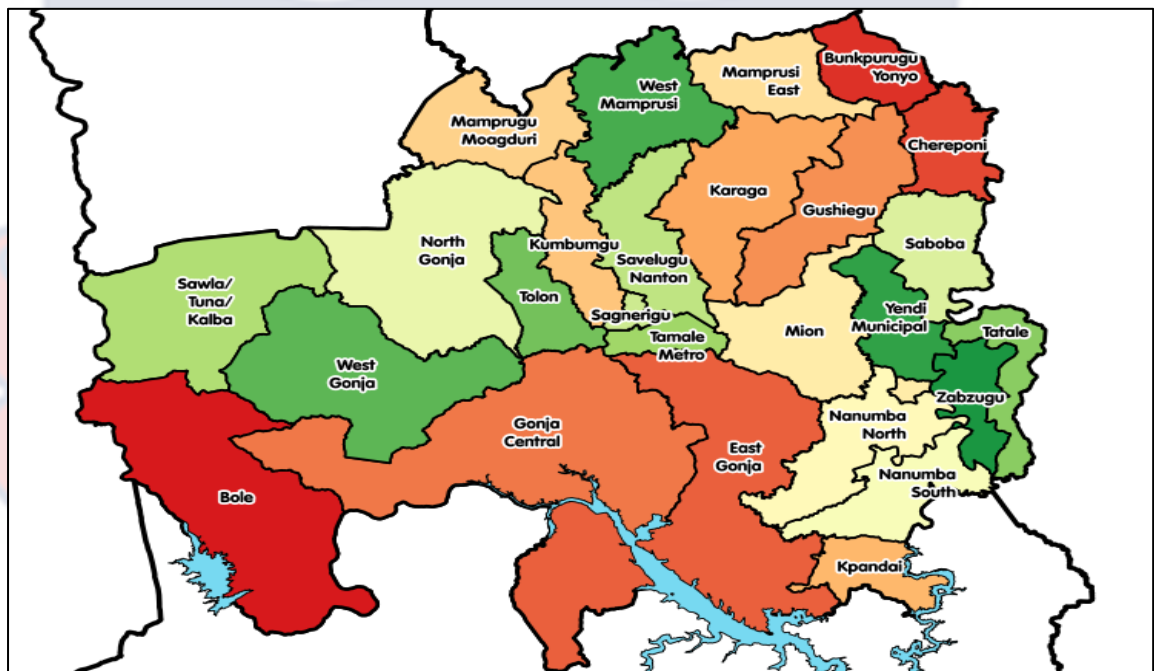 Bunkpurugu
Yonyo
Mamprusi
East
West
Mamprusi
Mamprugu
Moagduri
Chereponi
Karaga
Gushiegu
North
Gonja
Kumbumgu
Savelugu
Nanton
Saboba
Sawla/
Tuna/
Kalba
Tolon
Sagnerigu
Yendi
Municipal
Tatale
Mion
Tamale
Metro
West
Gonja
Zabzugu
Nanumba
North
Gonja
Central
East
Gonja
Nanumba
South
Bole
Kpandai